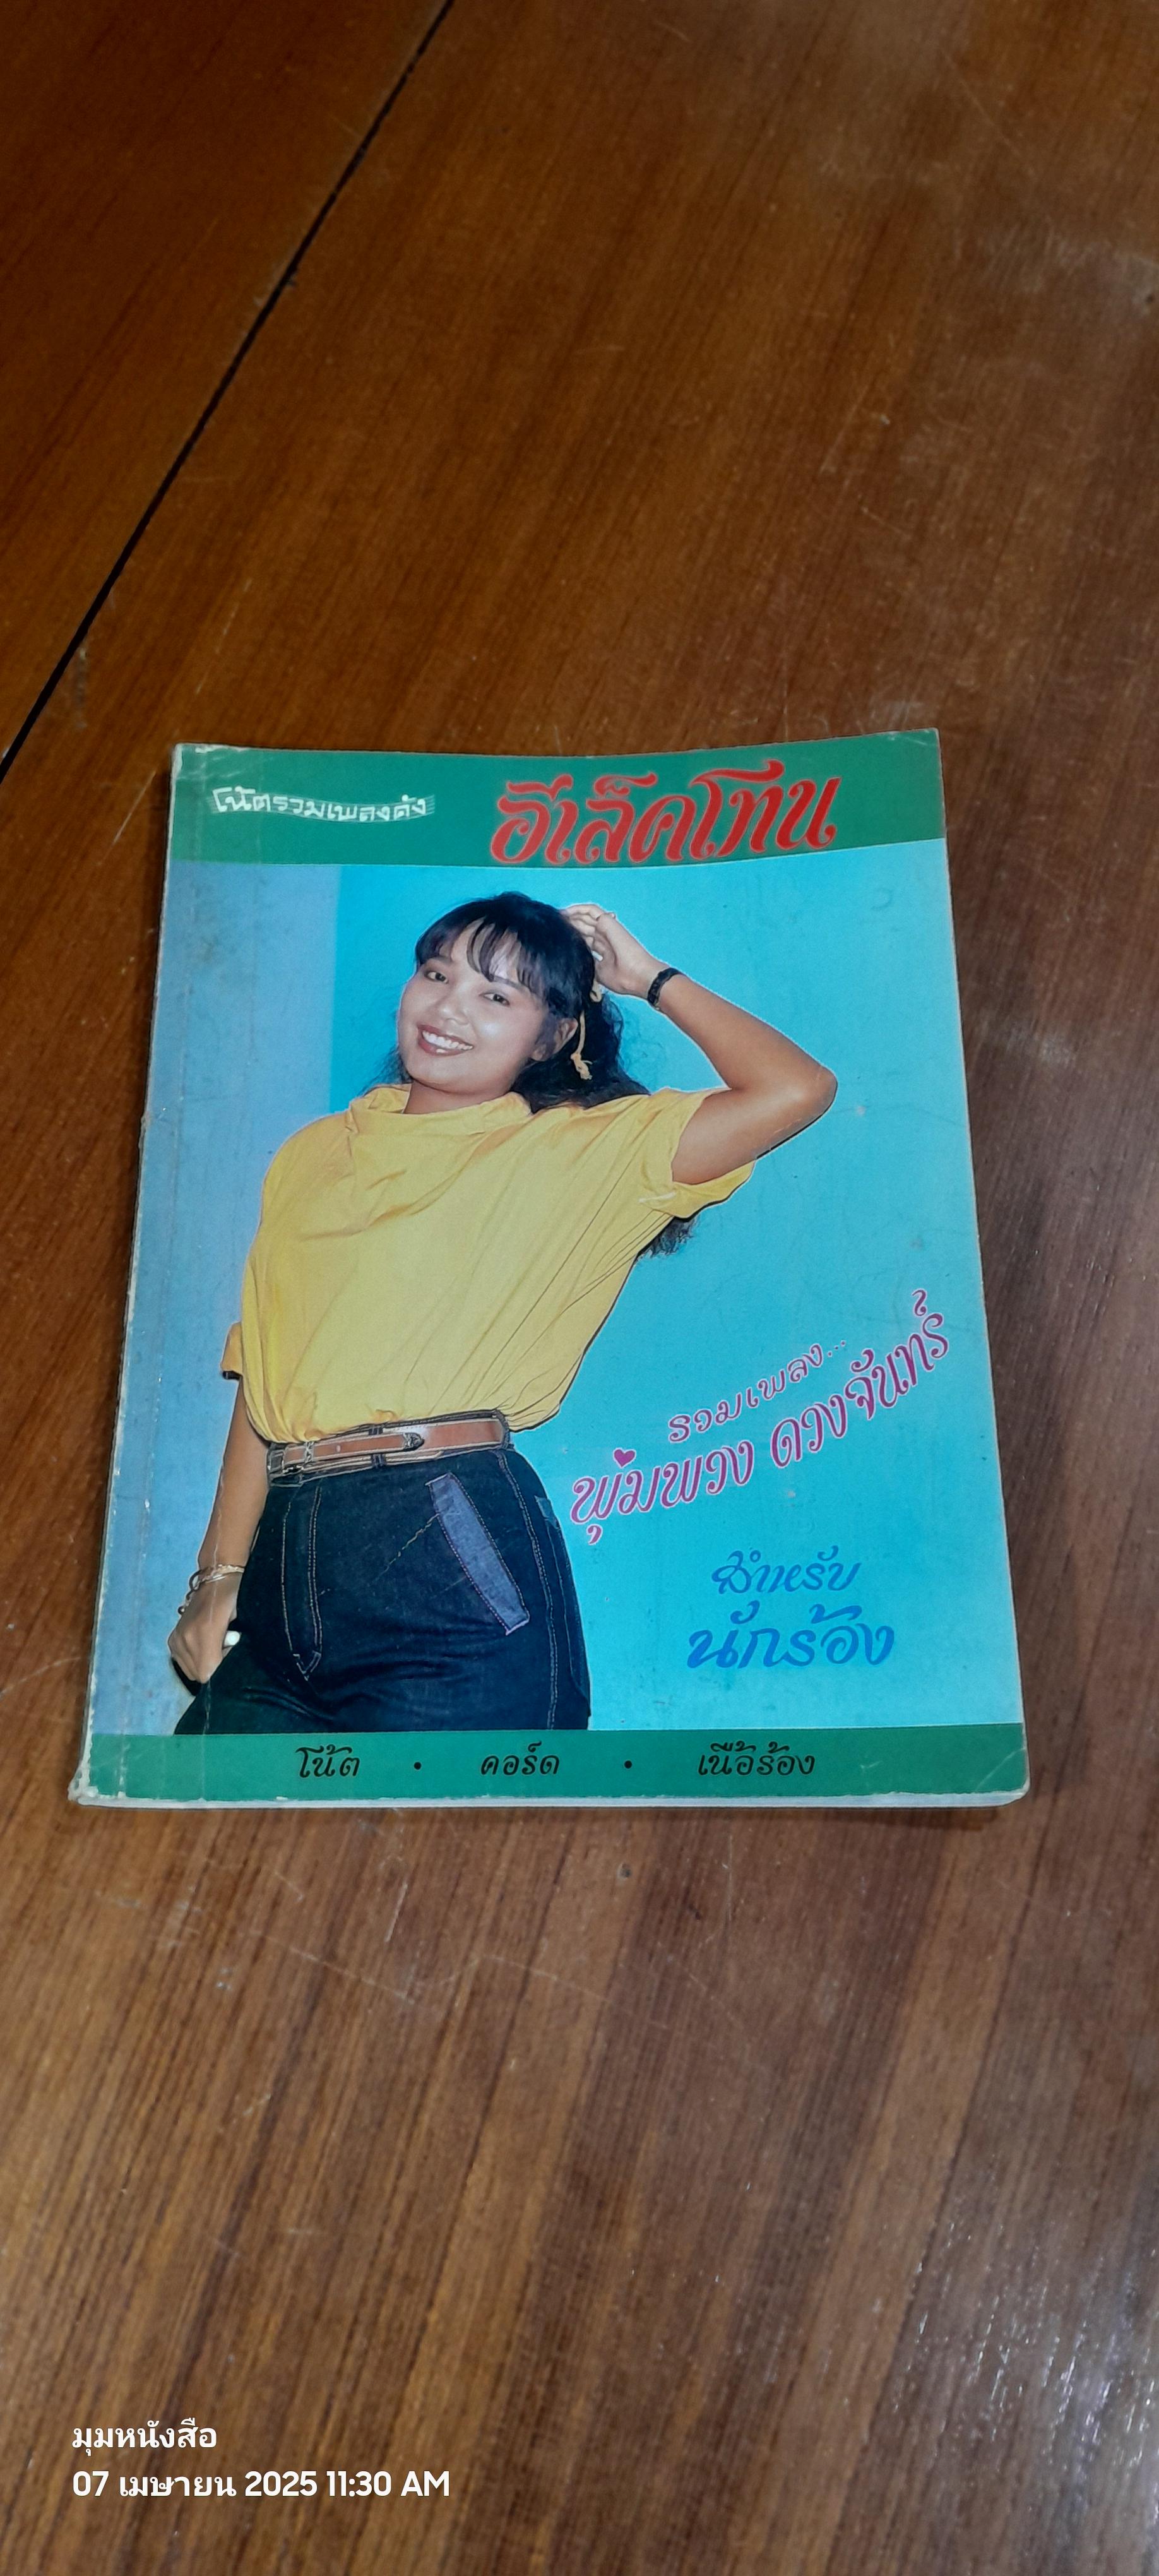 โน้ตรวมเพลงดัง
อีเล็คโทน
รวมเพลง...
พุ่มพวง ดวงจันทร์
สำหรับ
นักร้อง
โน้ต • คอร์ด • เนื้อร้อง
มุมหนังสือ
07 เมษายน 2025 11:30 AM